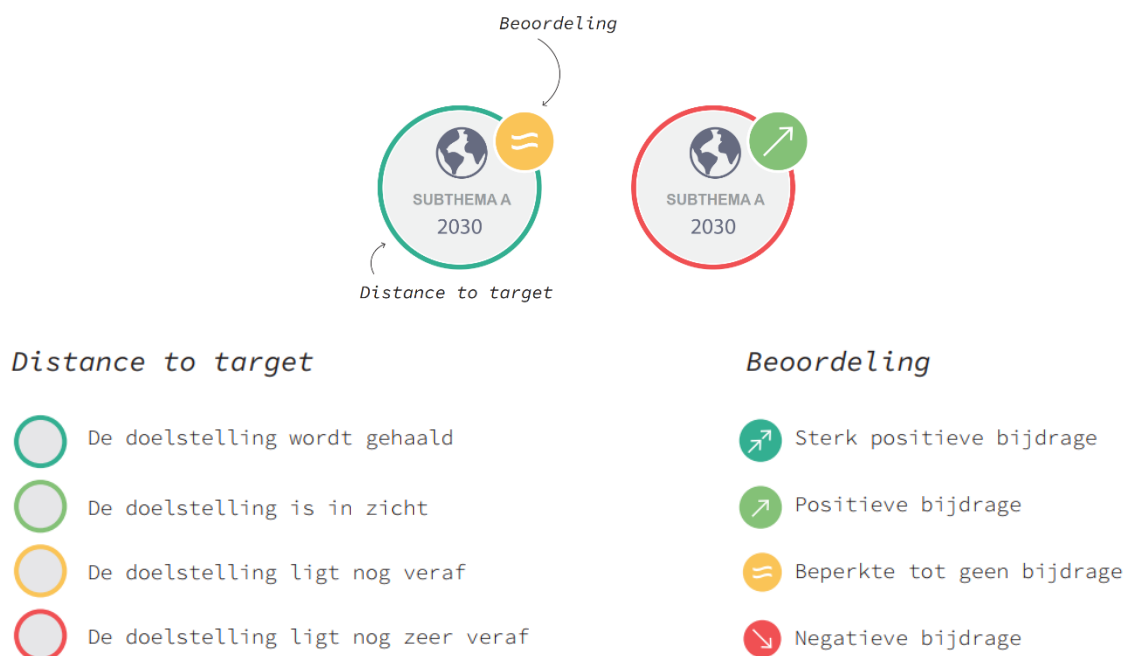 Beoordeling
SUBTHEMA A
2030
SUBTHEMA A
2030
Distance to target
Distance to target
De doelstelling wordt gehaald
De doelstelling is in zicht
De doelstelling ligt nog veraf
De doelstelling ligt nog zeer veraf
Beoordeling
Sterk positieve bijdrage
Positieve bijdrage
Beperkte tot geen bijdrage
Negatieve bijdrage